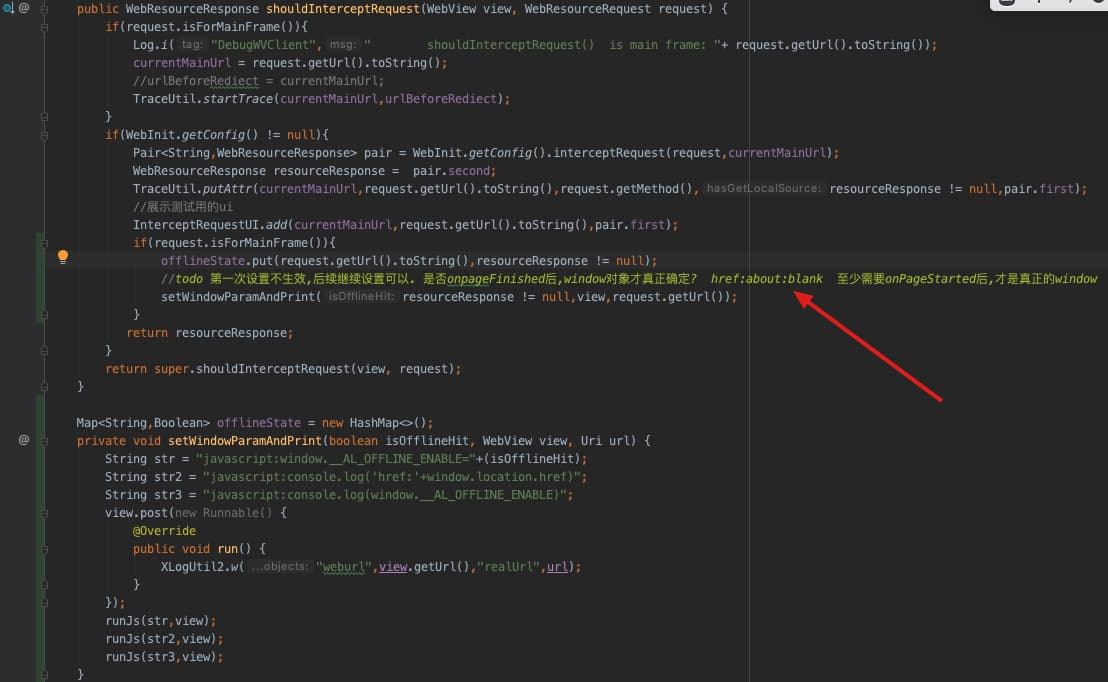 public WebResourceResponse shouldInterceptRequest(WebView view, WebResourceRequest request) {
if(request.isForMainFrame()){
Log.i( tag: "DebugWVClient", msg: "        shouldInterceptRequest()  is main frame: "+ request.getUrl().toString());
currentMainUrl = request.getUrl().toString();
//urlBeforeRediect = currentMainUrl;
TraceUtil.startTrace(currentMainUrl,urlBeforeRediect);
}
if(WebInit.getConfig() != null){
Pair<String,WebResourceResponse> pair = WebInit.getConfig().interceptRequest(request,currentMainUrl);
WebResourceResponse resourceResponse =  pair.second;
TraceUtil.putAttr(currentMainUrl,request.getUrl().toString(),request.getMethod(), hasGetLocalSource: resourceResponse != null,pair.first);
//展示测试用的ui
InterceptRequestUI.add(currentMainUrl,request.getUrl().toString(),pair.first);
if(request.isForMainFrame()){
offlineState.put(request.getUrl().toString(),resourceResponse != null);
//todo 第一次设置不生效,后续继续设置可以. 是否onpageFinished后,window对象才真正确定?  href:about:blank  至少需要onPageStarted后,才是真正的window
setWindowParamAndPrint( isOfflineHit: resourceResponse != null,view,request.getUrl());
}
return resourceResponse;
}
return super.shouldInterceptRequest(view, request);
}
Map<String,Boolean> offlineState = new HashMap<>();
@ private void setWindowParamAndPrint(boolean isOfflineHit, WebView view, Uri url) {
String str = "javascript:window.__AL_OFFLINE_ENABLE="+(isOfflineHit);
String str2 = "javascript:console.log('href:'+window.location.href)";
String str3 = "javascript:console.log(window.__AL_OFFLINE_ENABLE)";
view.post(new Runnable() {
@Override
public void run() {
XLogUtil2.w( ...objects: "weburl",view.getUrl(),"realUrl",url);
}
});
runJs(str,view);
runJs(str2,view);
runJs(str3,view);
}